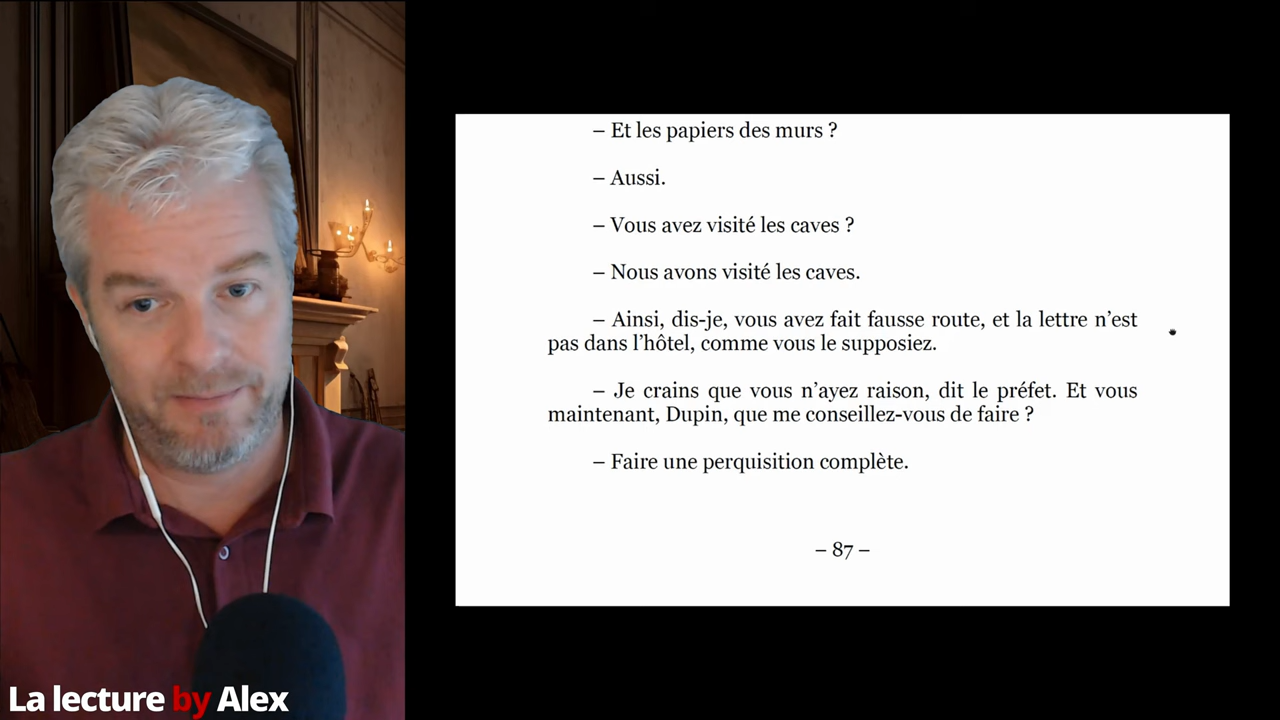 – Et les papiers des murs ?
– Aussi.
– Vous avez visité les caves ?
– Nous avons visité les caves.
– Ainsi, dis-je, vous avez fait fausse route, et la lettre n’est
pas dans l’hôtel, comme vous le supposiez.
– Je crains que vous n’ayez raison, dit le préfet. Et vous
maintenant, Dupin, que me conseillez-vous de faire ?
– Faire une perquisition complète.
– 87 –
La lecture by Alex